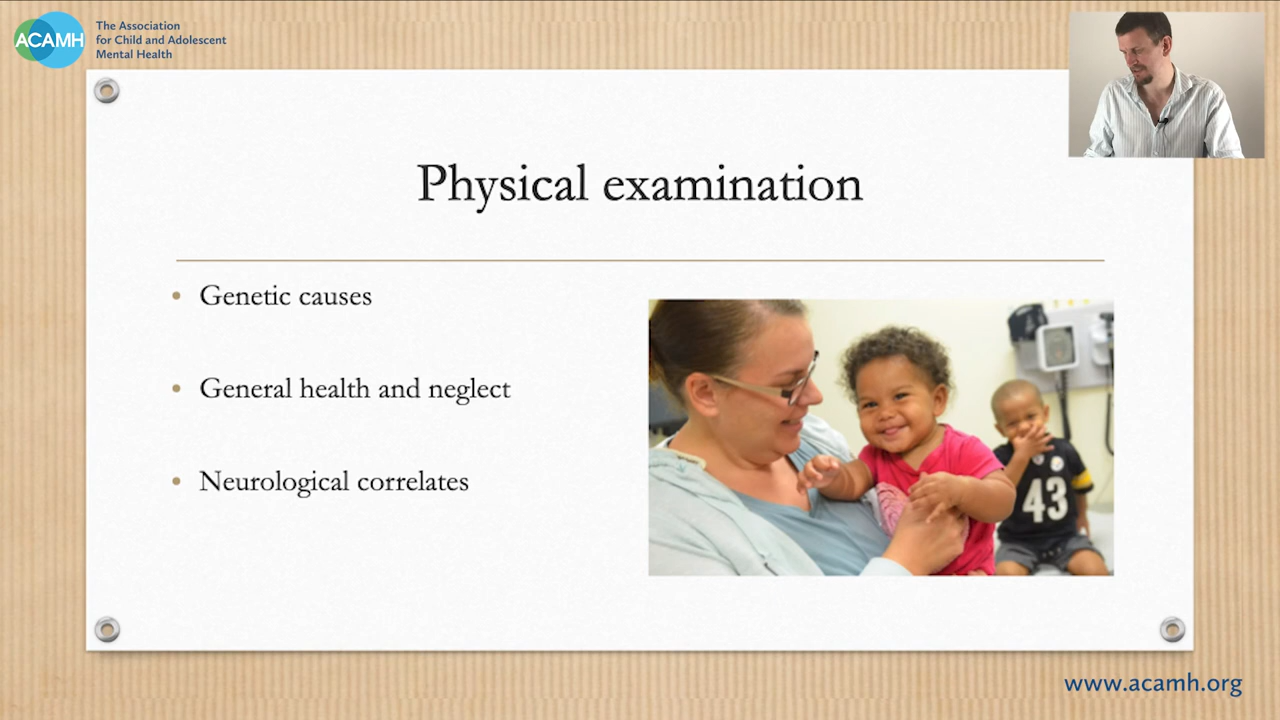 ACAMH
The Association
for Child and Adolescent
Mental Health
Physical examination
Genetic causes
General health and neglect
Neurological correlates
43
www.acamh.org